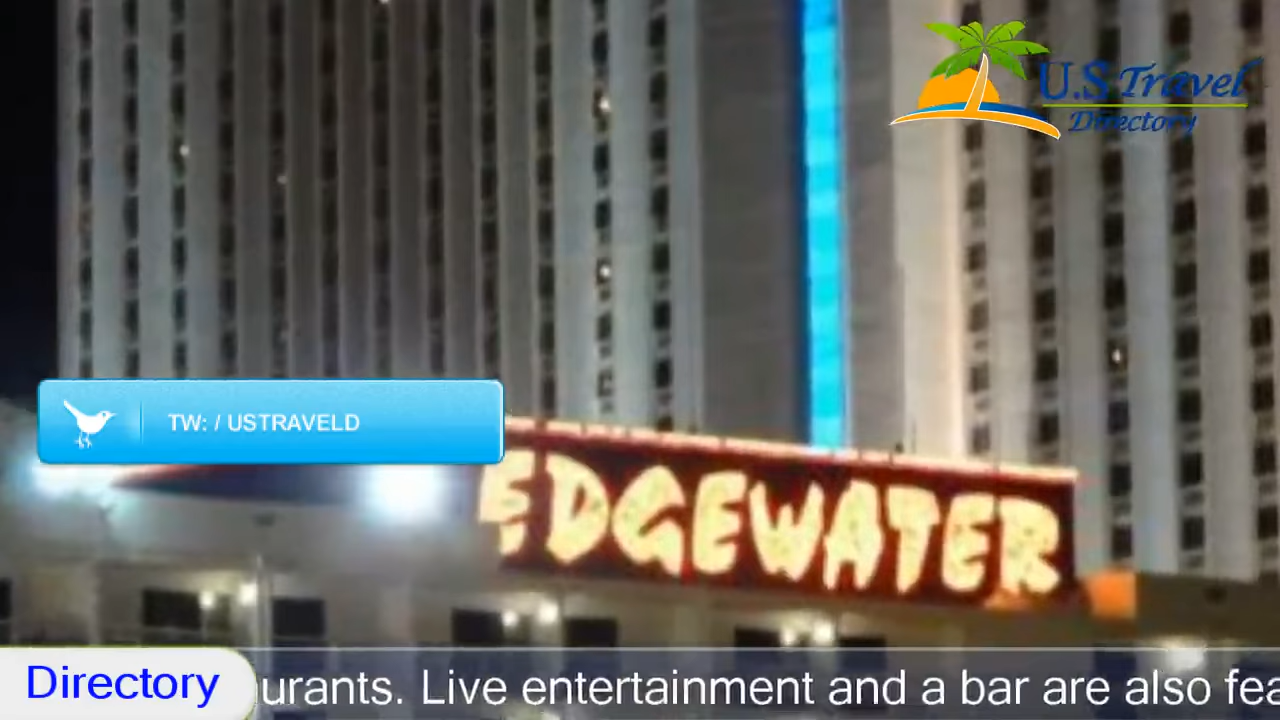 U.S Travel
Directory
TW: / USTRAVELD
EDGEWATER
Directory
urants. Live entertainment and a bar are also fea